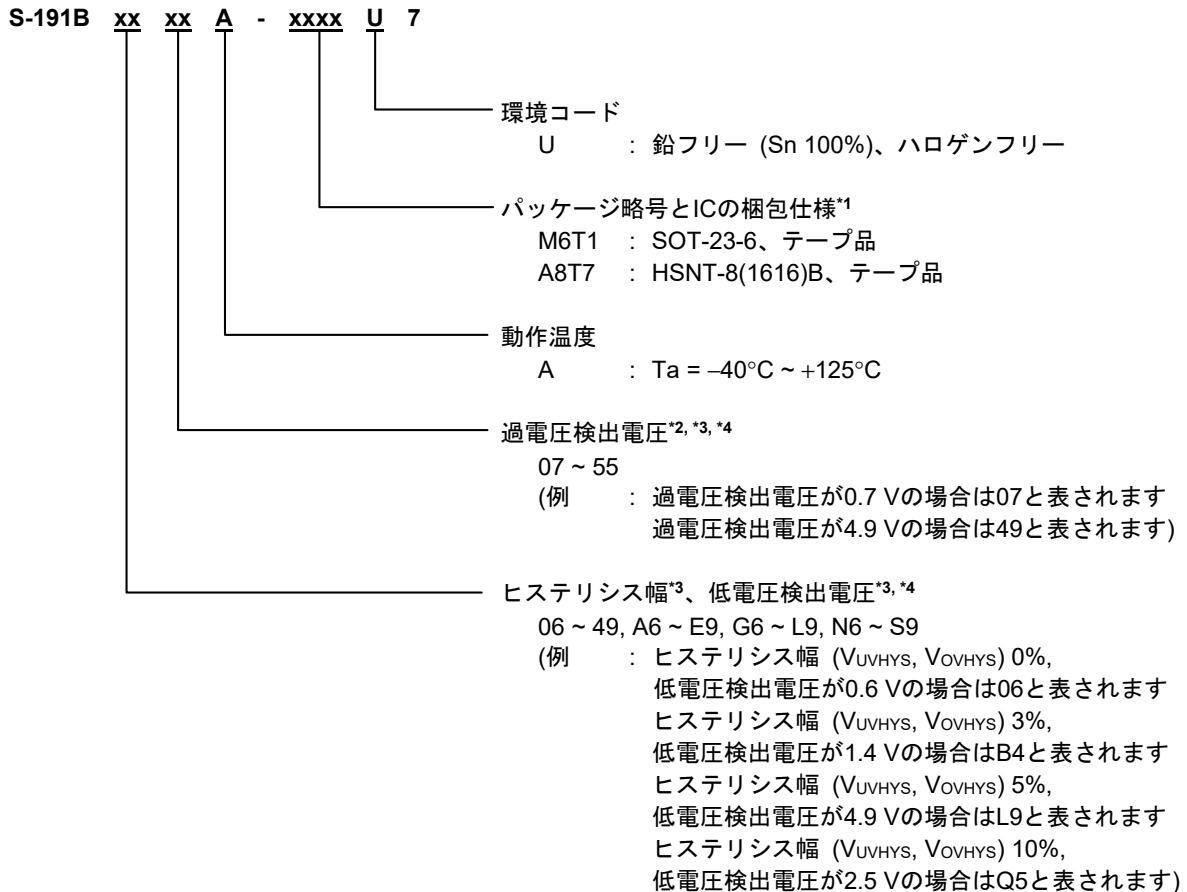 S-191B xx xx A - xxxx U 7
環境コード
U : 鉛フリー (Sn 100%)、ハロゲンフリー
パッケージ略号とICの梱包仕様*1
M6T1 : SOT-23-6、テープ品
A8T7 : HSNT-8(1616)B、テープ品
動作温度
A : Ta = −40°C ~ +125°C
過電圧検出電圧*2, *3, *4
07 ~ 55
(例 : 過電圧検出電圧が0.7 Vの場合は07と表されます
過電圧検出電圧が4.9 Vの場合は49と表されます)
ヒステリシス幅*3、低電圧検出電圧*3, *4
06 ~ 49, A6 ~ E9, G6 ~ L9, N6 ~ S9
(例 : ヒステリシス幅 (VUVHYS, VOVHYS) 0%,
低電圧検出電圧が0.6 Vの場合は06と表されます
ヒステリシス幅 (VUVHYS, VOVHYS) 3%,
低電圧検出電圧が1.4 Vの場合はB4と表されます
ヒステリシス幅 (VUVHYS, VOVHYS) 5%,
低電圧検出電圧が4.9 Vの場合はL9と表されます
ヒステリシス幅 (VUVHYS, VOVHYS) 10%,
低電圧検出電圧が2.5 Vの場合はQ5と表されます)